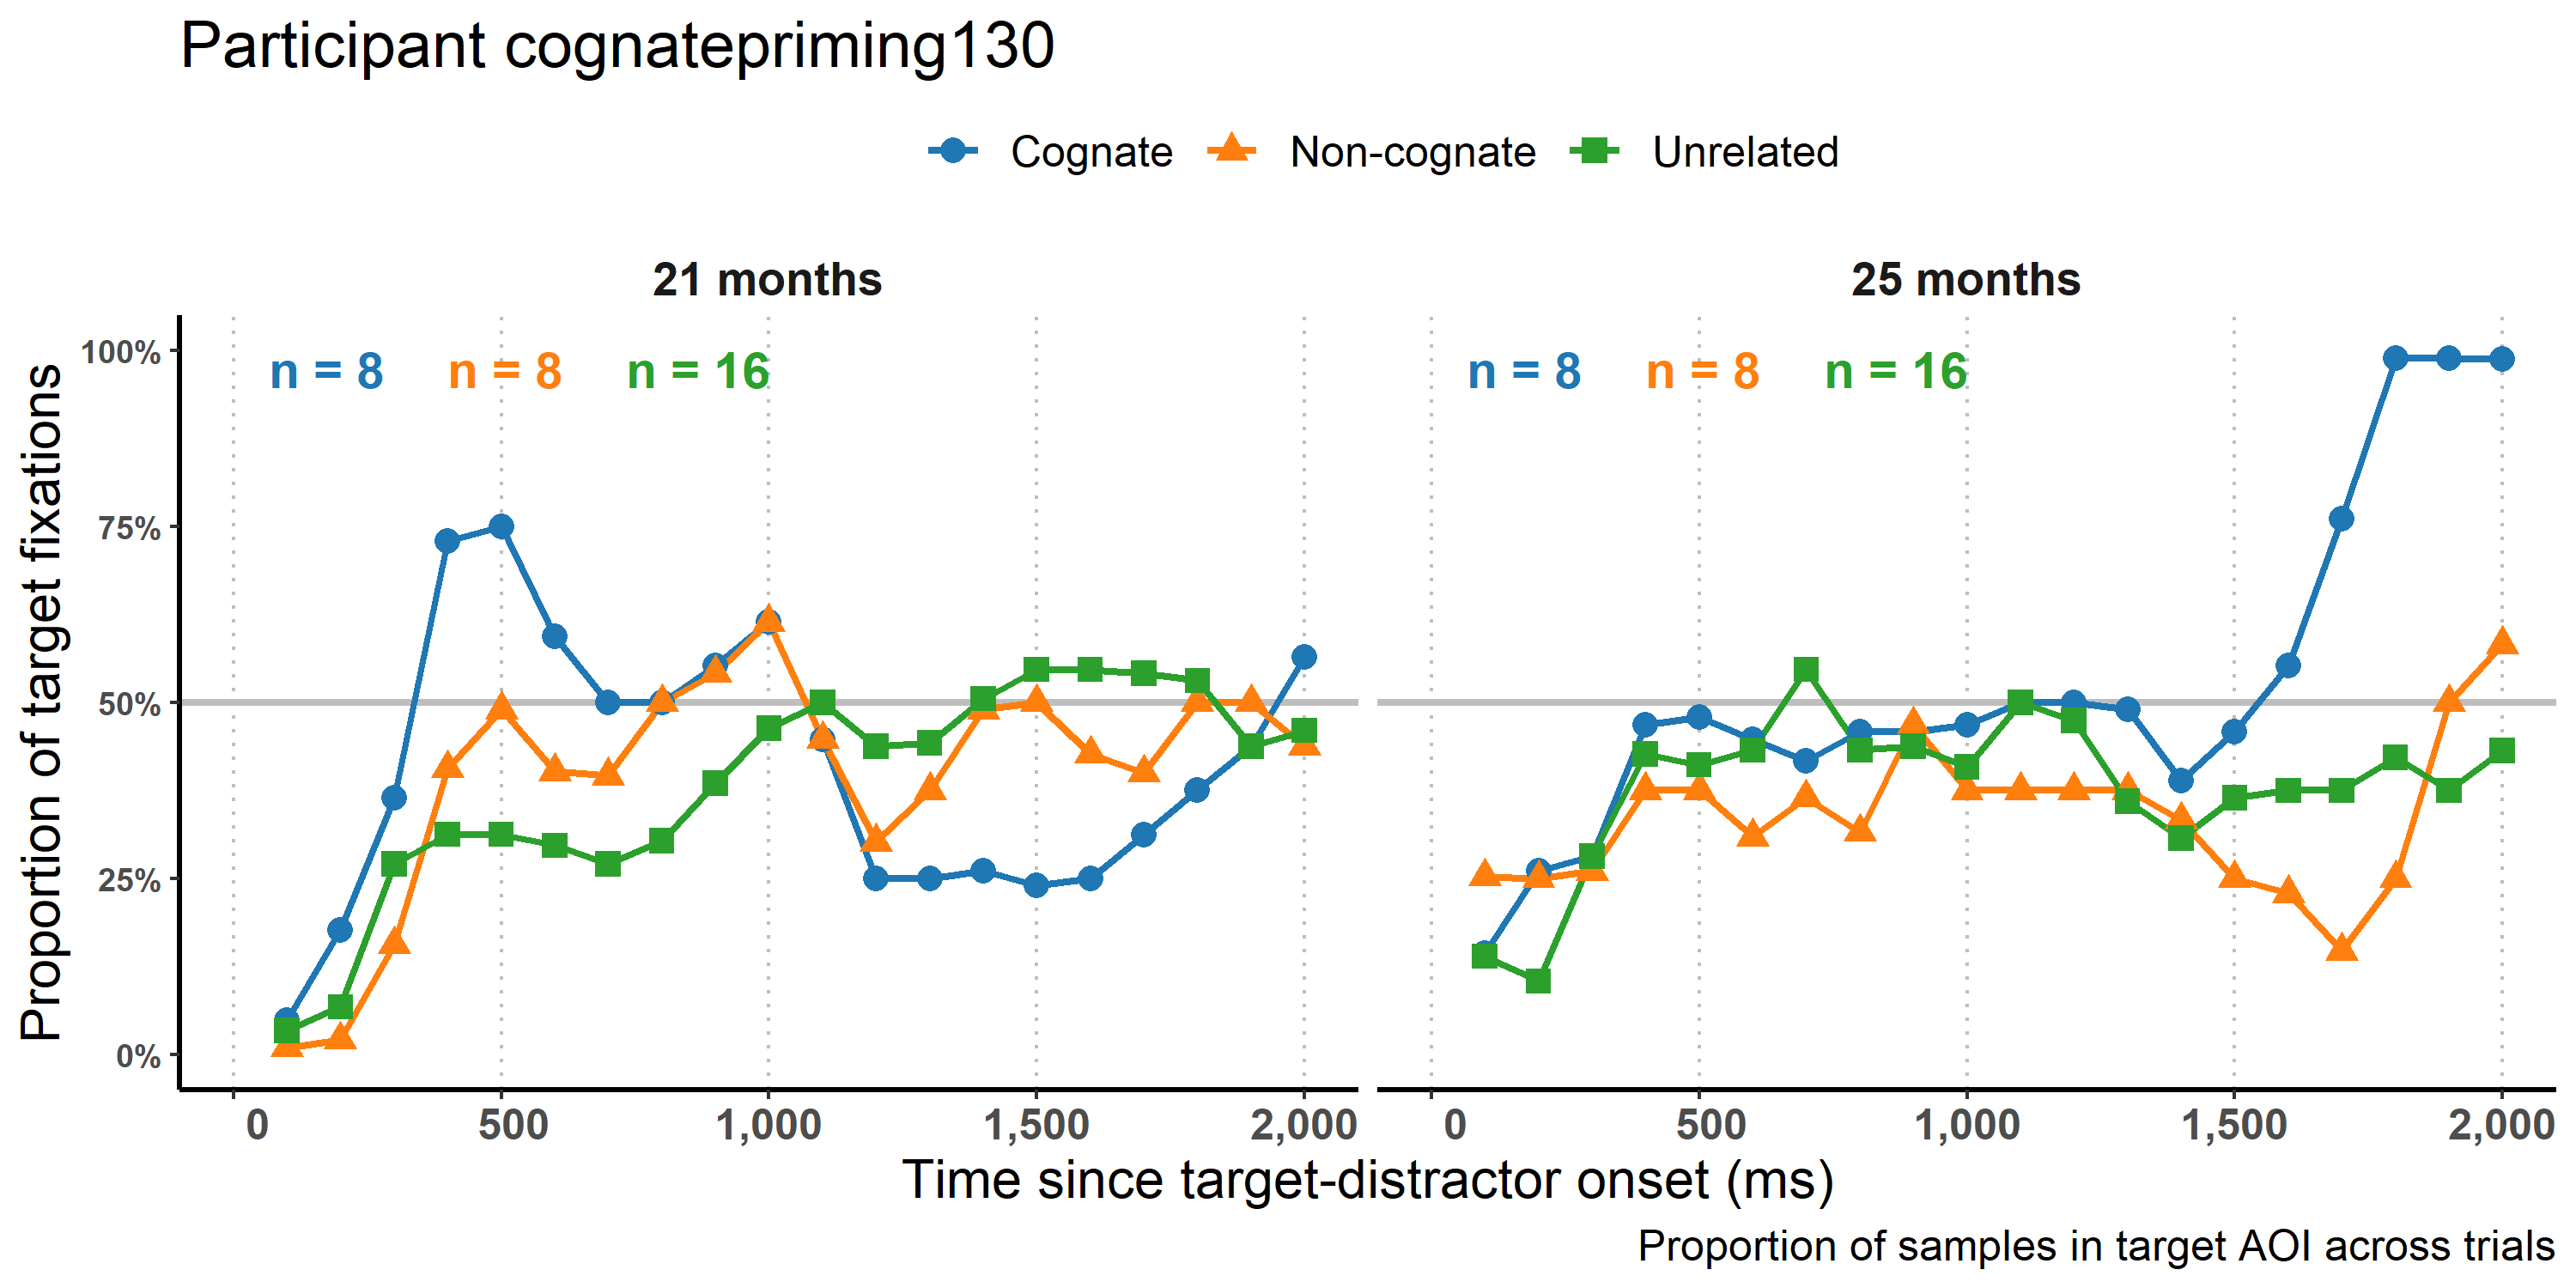 Participant cognatepriming130
Cognate Non-cognate Unrelated
21 months 25 months
n = 8 n = 8 n = 16 n = 8 n = 8 n = 16
100%
75%
50%
25%
0%
Proportion of target fixations
0 500 1,000 1,500 2,000 0 500 1,000 1,500 2,000
Time since target-distractor onset (ms)
Proportion of samples in target AOI across trials